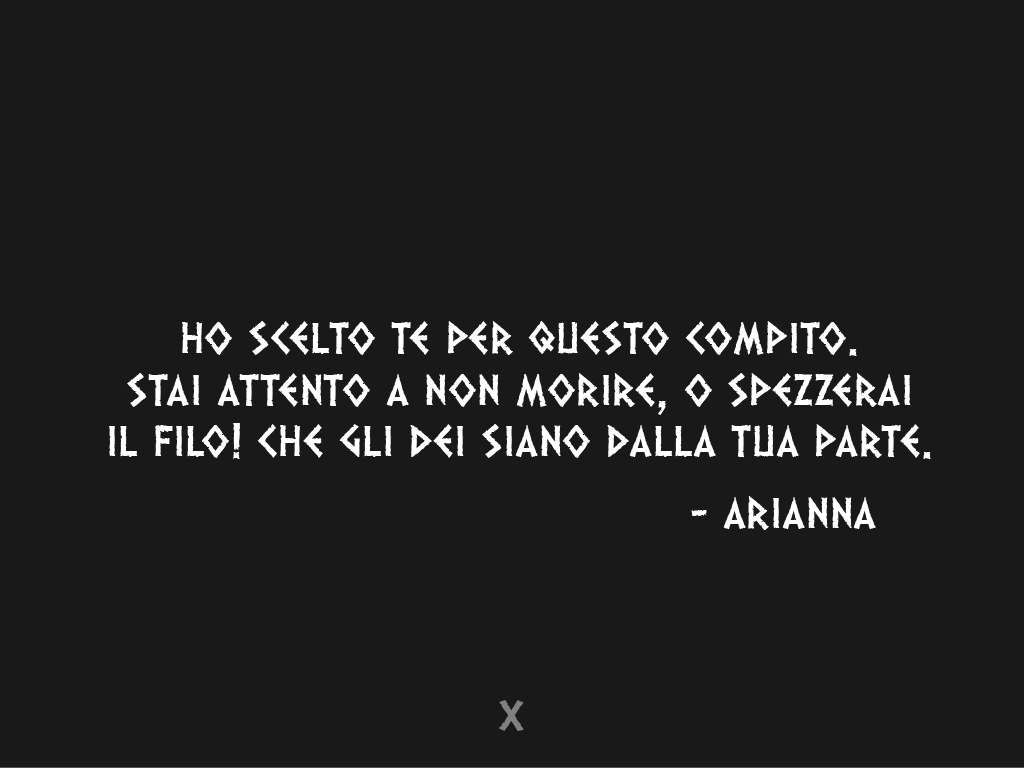 HO SCELTO TE PER QUESTO COMPITO.
STAI ATTENTO A NON MORIRE, O SPEZZERAI
IL FILO! CHE GLI DEI SIANO DALLA TUA PARTE.
- ARIANNA
X